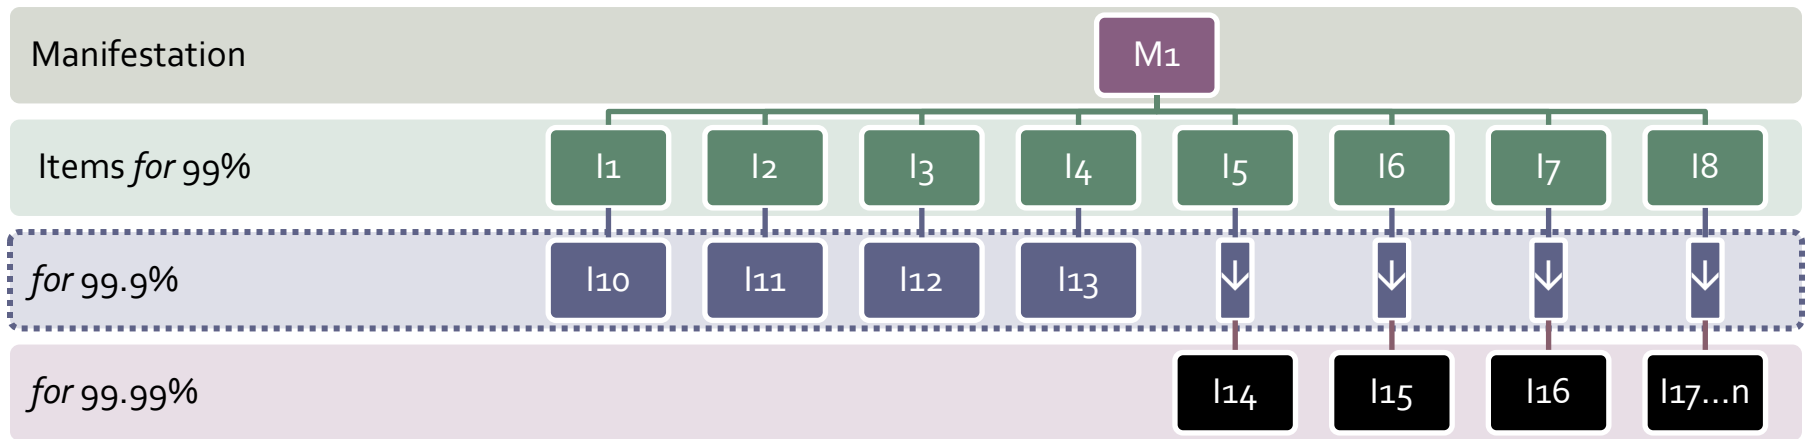 Manifestation M1
Items for 99% I1 I2 I3 I4 I5 I6 I7 I8
for 99.9% I10 I11 I12 I13 ↓ ↓ ↓ ↓
for 99.99% I14 I15 I16 I17...n